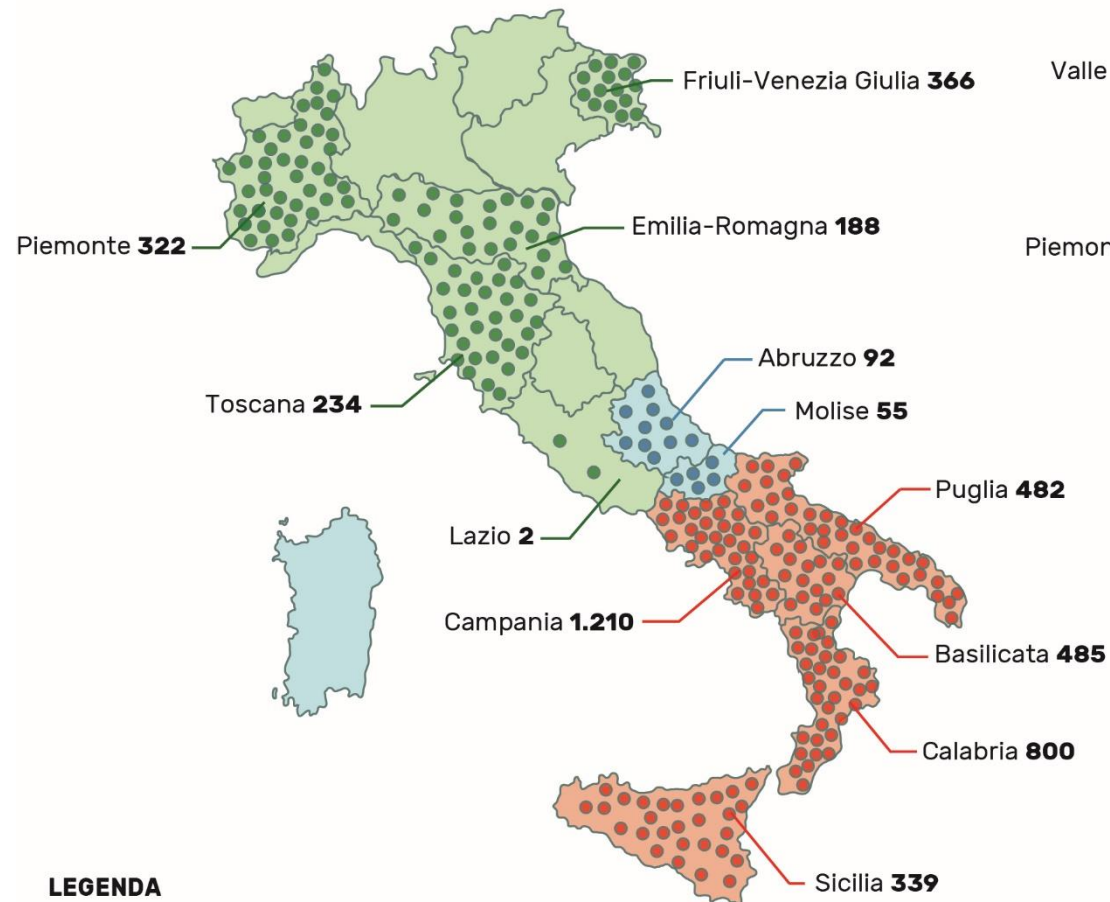 Friuli-Venezia Giulia 366
Valle
Emilia-Romagna 188
Piemonte 322
Piemon
Abruzzo 92
Toscana 234
Molise 55
Puglia 482
Lazio 2
Campania 1.210
Basilicata 485
Calabria 800
Sicilia 339
LEGENDA